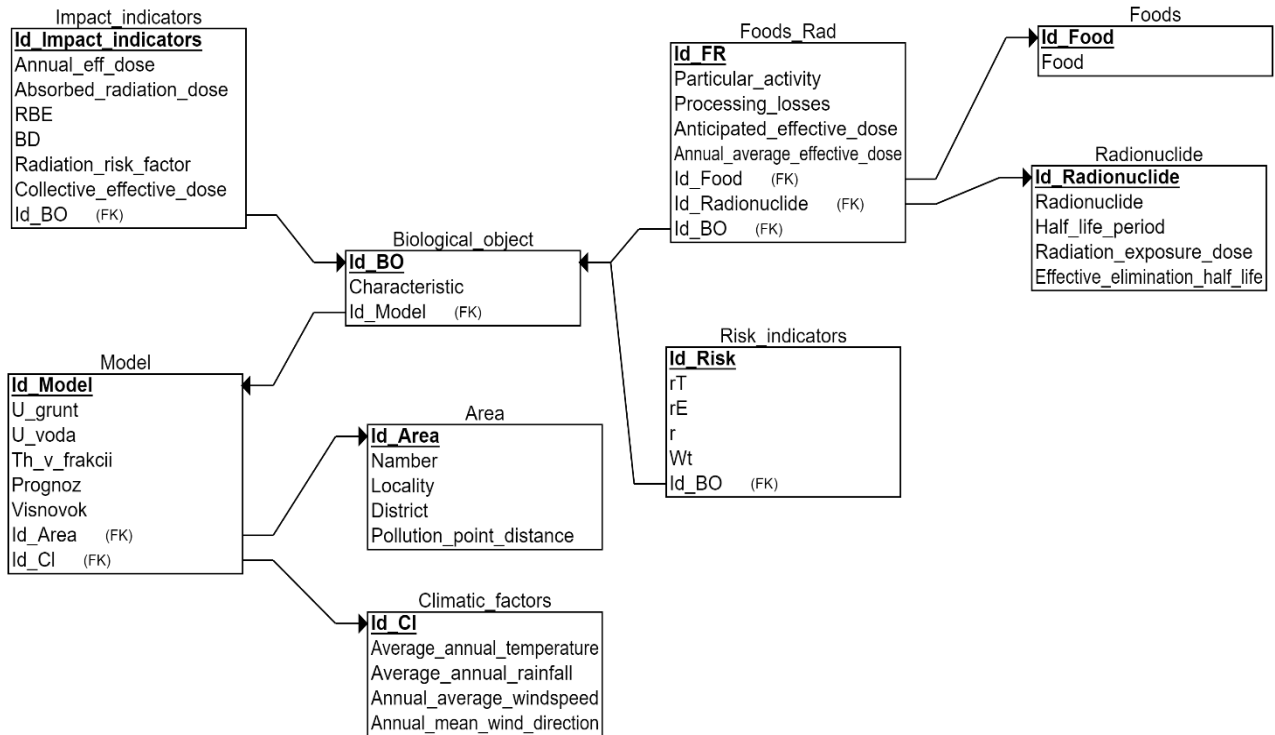 Impact_indicators
Id_Impact_indicators
Annual_eff_dose
Absorbed_radiation_dose
RBE
BD
Radiation_risk_factor
Collective_effective_dose
Id_BO (FK)
Foods_Rad
Id_FR
Particular_activity
Processing_losses
Anticipated_effective_dose
Annual_average_effective_dose
Id_Food (FK)
Id_Radionuclide (FK)
Id_BO (FK)
Foods
Id_Food
Food
Radionuclide
Id_Radionuclide
Radionuclide
Half_life_period
Radiation_exposure_dose
Effective_elimination_half_life
Biological_object
Id_BO
Characteristic
Id_Model (FK)
Model
Id_Model
U_grunt
U_voda
Th_v_frakcii
Prognoz
Visnovok
Id_Area (FK)
Id_Cl (FK)
Area
Id_Area
Namber
Locality
District
Pollution_point_distance
Risk_indicators
Id_Risk
rT
rE
r
Wt
Id_BO (FK)
Climatic_factors
Id_Cl
Average_annual_temperature
Average_annual_rainfall
Annual_average_windspeed
Annual_mean_wind_direction